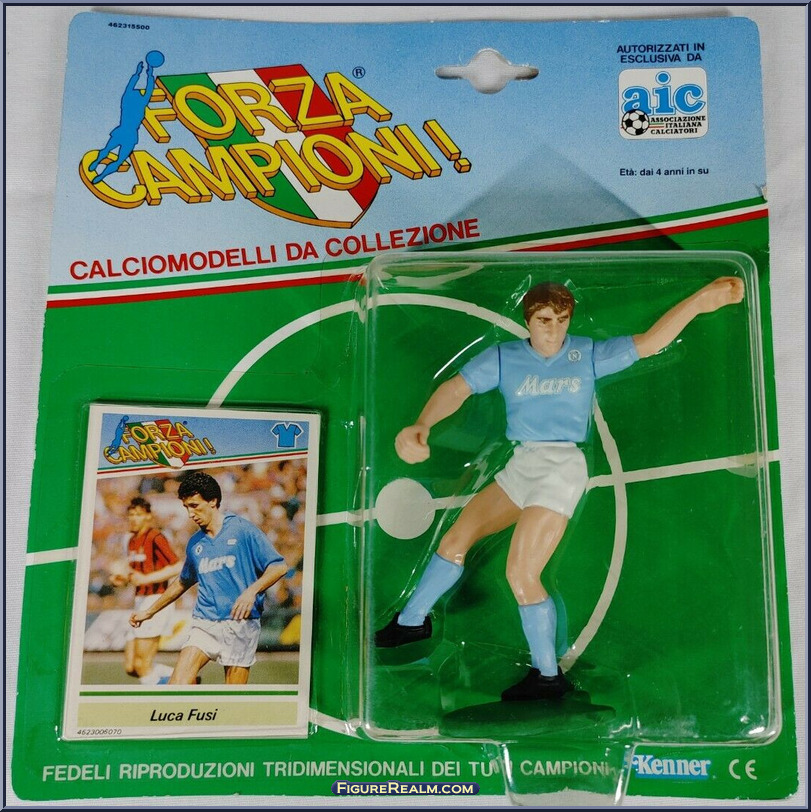 462315500
FORZA
CAMPIONI!
®
CALCIOMODELLI DA COLLEZIONE
AUTORIZZATI IN
ESCLUSIVA DA
aic
ASSOCIAZIONE
ITALIANA
CALCIATORI
Età: dai 4 anni in su
Mars
FORZA
CAMPIONI!
Mars
Luca Fusi
4623006070
FEDELI RIPRODUZIONI TRIDIMENSIONALI DEI CAMPIONI
Kenner CE
FIGUREREALM.COM